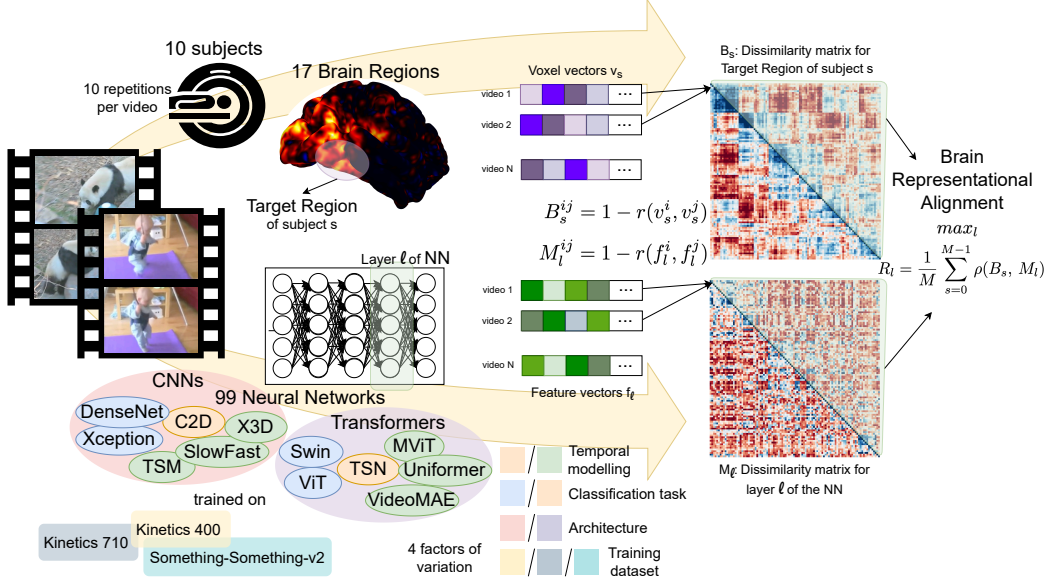 10 subjects
10 repetitions
per video
17 Brain Regions
Target Region
of subject s
Voxel vectors v_s
video 1
...
video 2
...
video N
...
B_s^{ij} = 1 − r(v_s^i, v_s^j)
M_l^{ij} = 1 − r(f_l^i, f_l^j)
B_s: Dissimilarity matrix for
Target Region of subject s
Brain
Representational
Alignment
max_l
R_l = \frac{1}{M} \sum_{s=0}^{M-1} ρ(B_s, M_l)
Layer ℓ of NN
video 1
...
video 2
...
video N
...
Feature vectors f_ℓ
M_ℓ: Dissimilarity matrix for
layer ℓ of the NN
CNNs
99 Neural Networks
DenseNet
C2D
X3D
Xception
SlowFast
TSM
Transformers
Swin
MViT
TSN
Uniformer
ViT
VideoMAE
trained on
Kinetics 400
Kinetics 710
Something-Something-v2
4 factors of
variation
/ Temporal
modelling
/ Classification task
/ Architecture
/ / Training
dataset